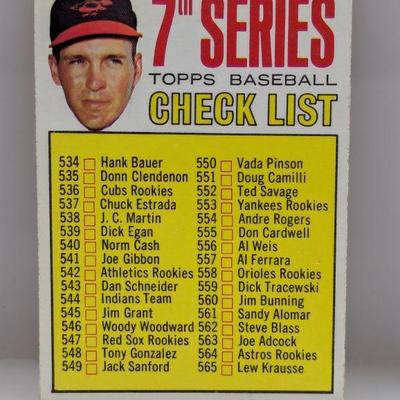 7TH SERIES
TOPPS BASEBALL
CHECK LIST
534 Hank Bauer
535 Donn Clendenon
536 Cubs Rookies
537 Chuck Estrada
538 J. C. Martin
539 Dick Egan
540 Norm Cash
541 Joe Gibbon
542 Athletics Rookies
543 Dan Schneider
544 Indians Team
545 Jim Grant
546 Woody Woodward
547 Red Sox Rookies
548 Tony Gonzalez
549 Jack Sanford
550 Vada Pinson
551 Doug Camilli
552 Ted Savage
553 Yankees Rookies
554 Andre Rogers
555 Don Cardwell
556 Al Weis
557 Al Ferrara
558 Orioles Rookies
559 Dick Tracewski
560 Jim Bunning
561 Sandy Alomar
562 Steve Blass
563 Joe Adcock
564 Astros Rookies
565 Lew Krausse